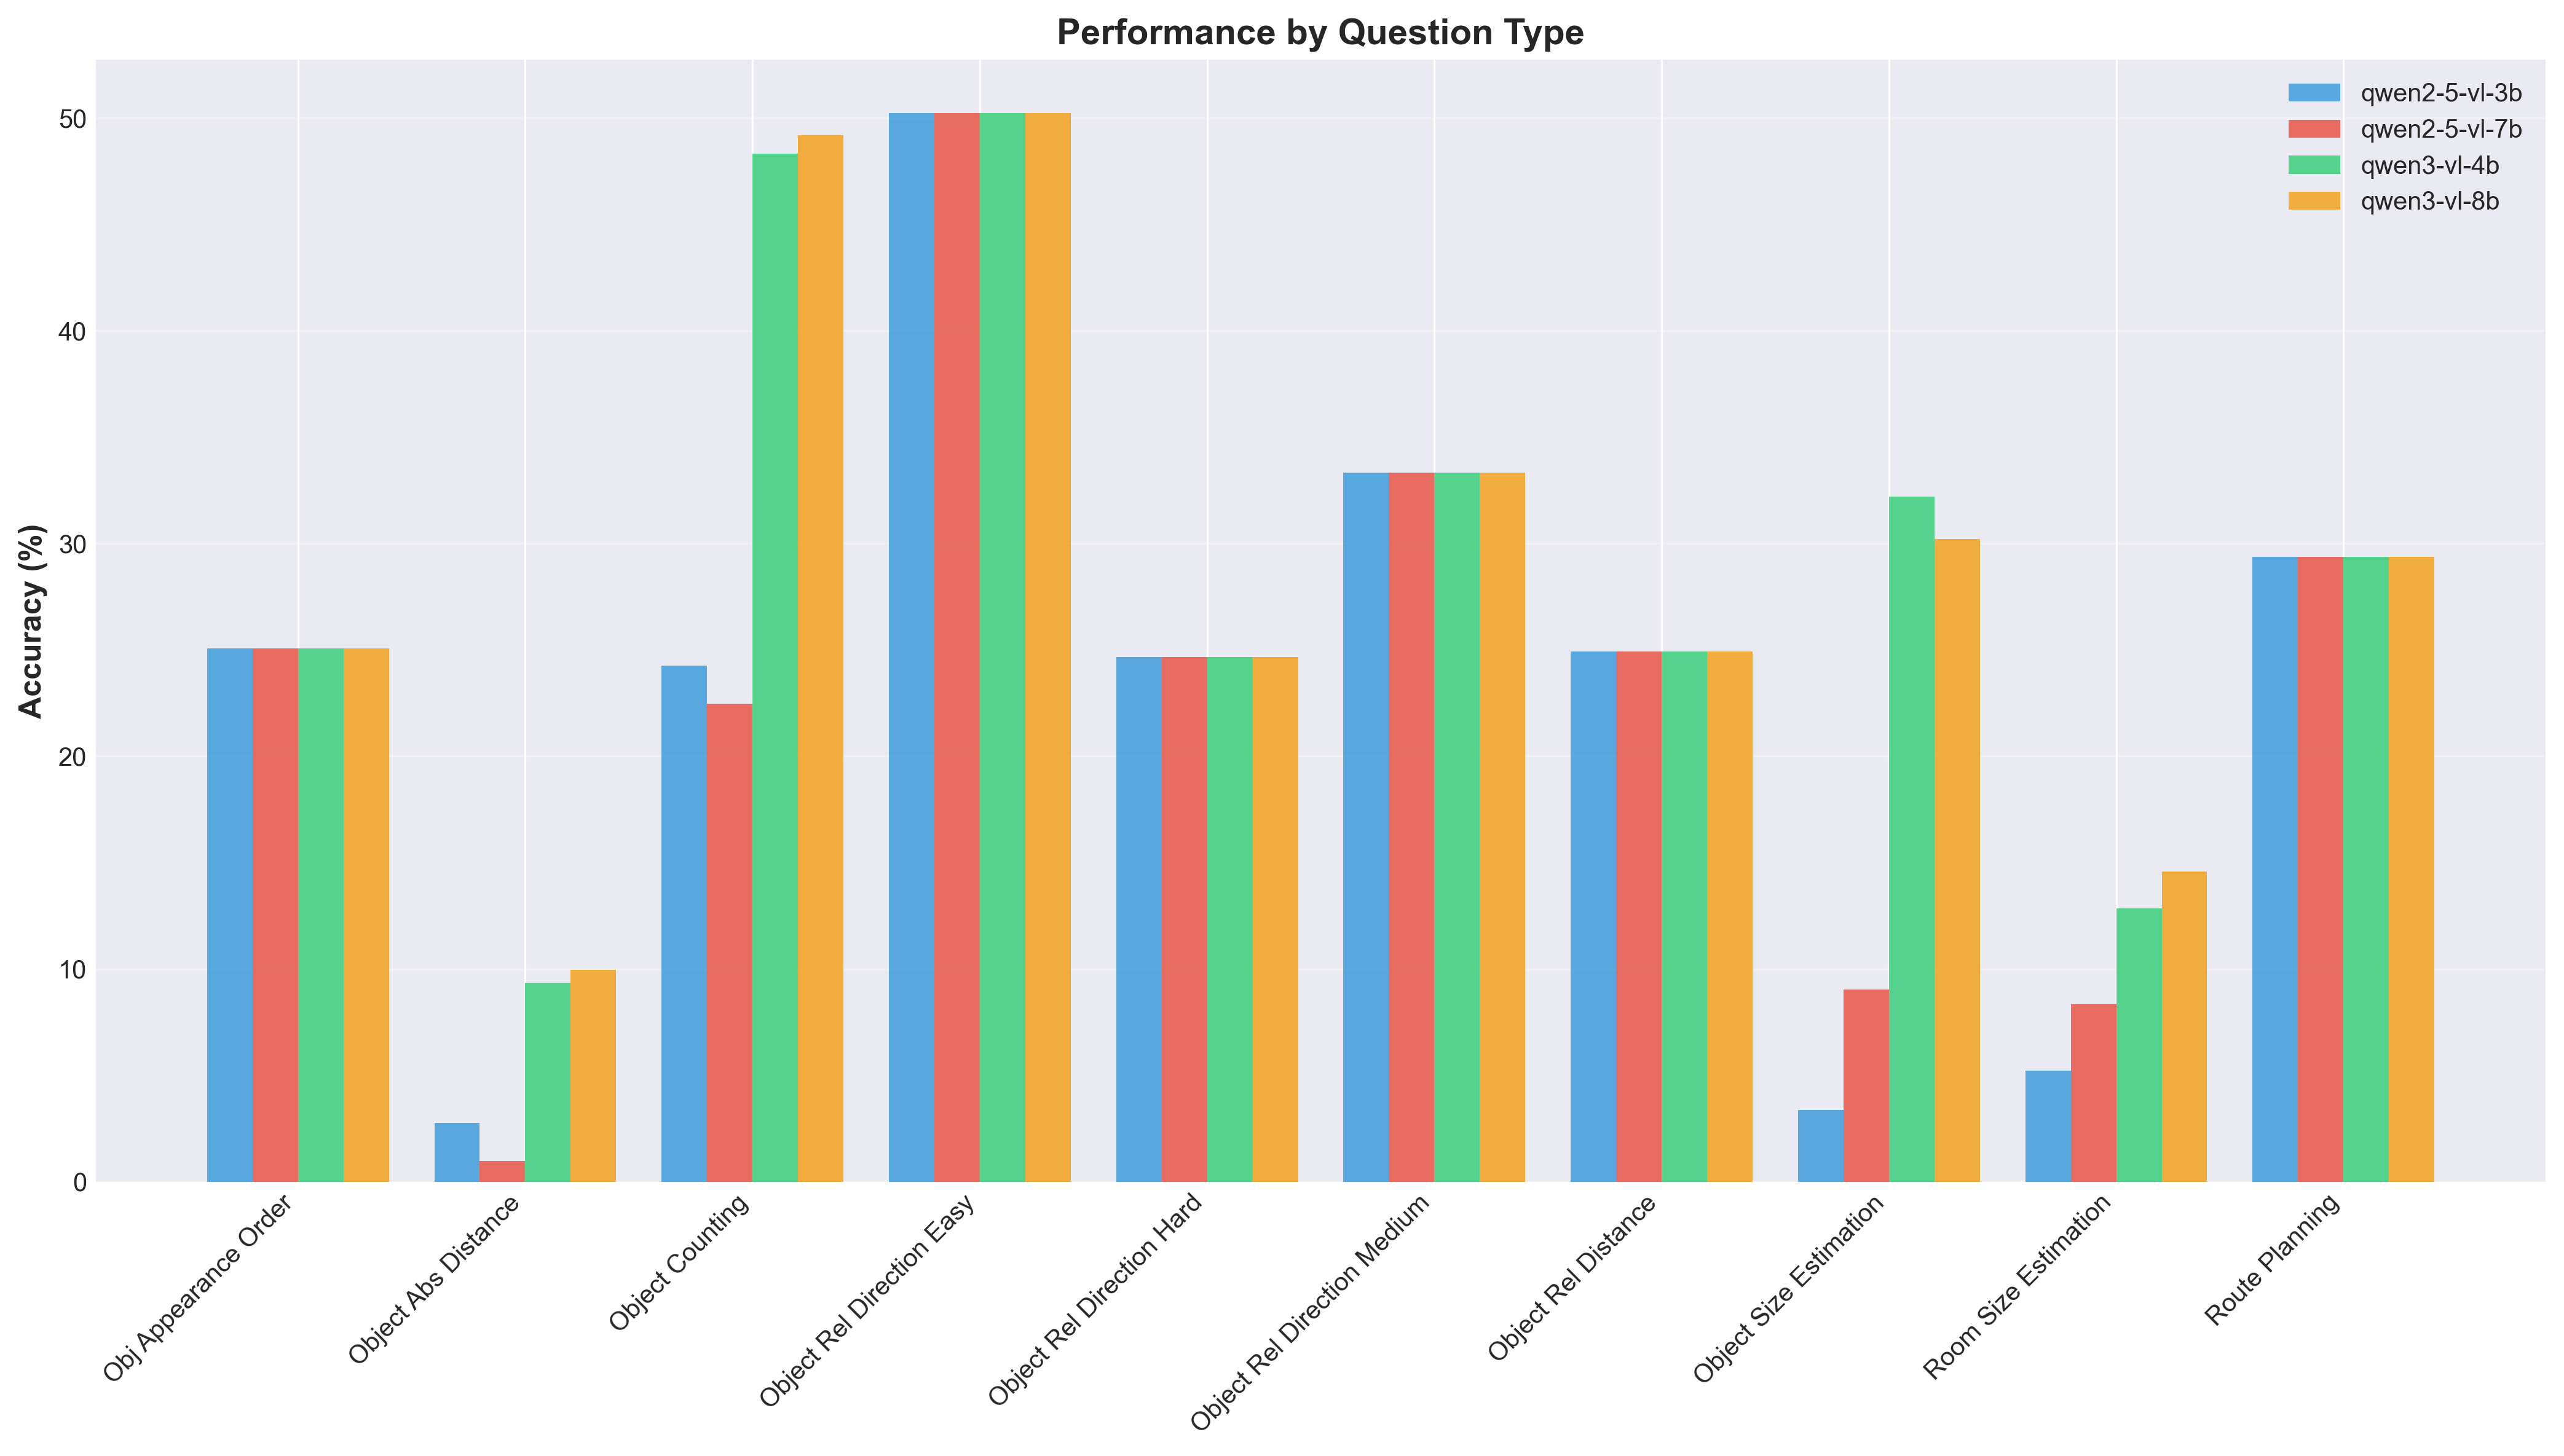 Performance by Question Type
qwen2-5-vl-3b
qwen2-5-vl-7b
qwen3-vl-4b
qwen3-vl-8b
Accuracy (%)
50
40
30
20
10
0
Obj Appearance Order
Object Abs Distance
Object Counting
Object Rel Direction Easy
Object Rel Direction Hard
Object Rel Direction Medium
Object Rel Distance
Object Size Estimation
Room Size Estimation
Route Planning